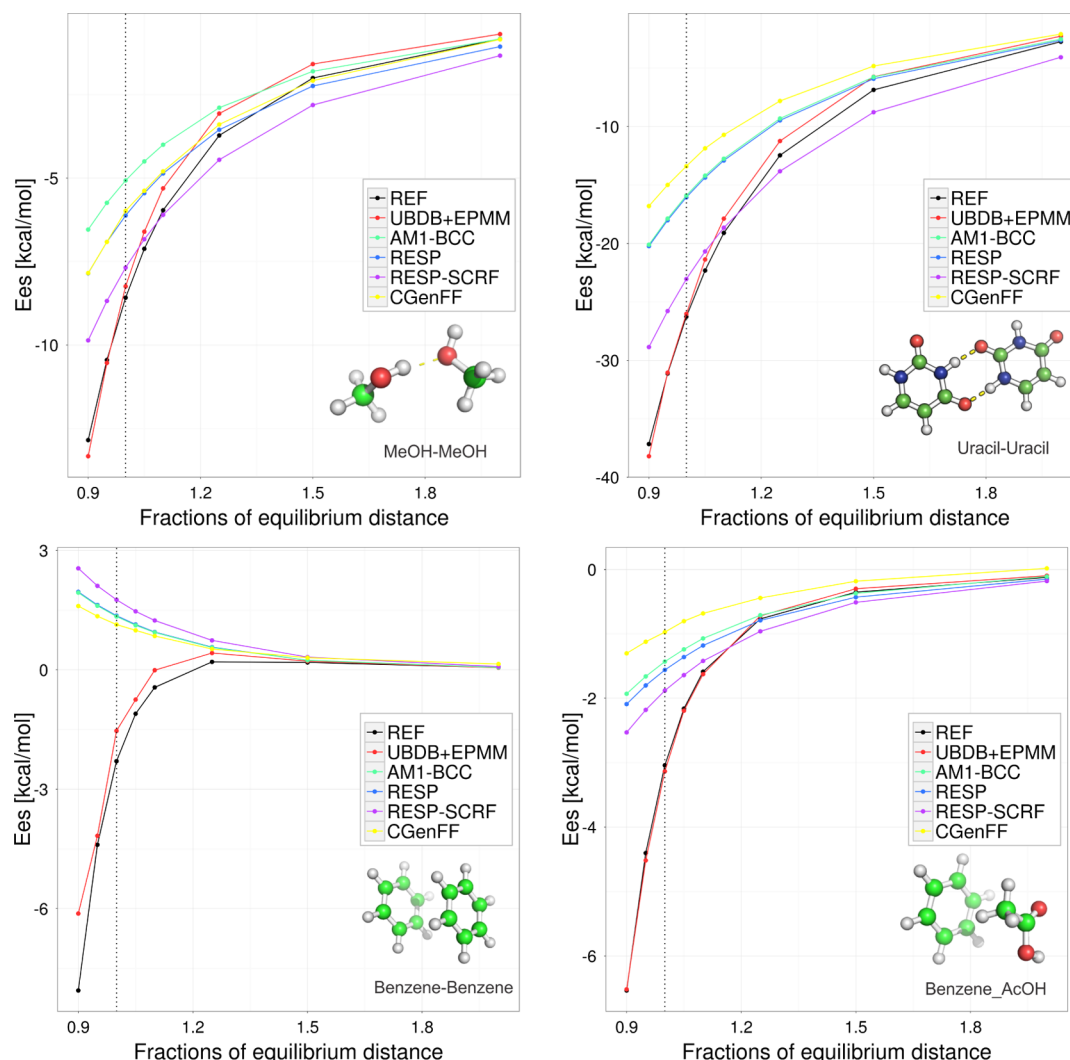 Ees [kcal/mol]
-5
-10
REF
UBDB+EPMM
AM1-BCC
RESP
RESP-SCRF
CGenFF
MeOH-MeOH
0.9
1.2
1.5
1.8
Fractions of equilibrium distance
Ees [kcal/mol]
-10
-20
-30
-40
REF
UBDB+EPMM
AM1-BCC
RESP
RESP-SCRF
CGenFF
Uracil-Uracil
0.9
1.2
1.5
1.8
Fractions of equilibrium distance
Ees [kcal/mol]
3
0
-3
-6
REF
UBDB+EPMM
AM1-BCC
RESP
RESP-SCRF
CGenFF
Benzene-Benzene
0.9
1.2
1.5
1.8
Fractions of equilibrium distance
Ees [kcal/mol]
0
-2
-4
-6
REF
UBDB+EPMM
AM1-BCC
RESP
RESP-SCRF
CGenFF
Benzene_AcOH
0.9
1.2
1.5
1.8
Fractions of equilibrium distance